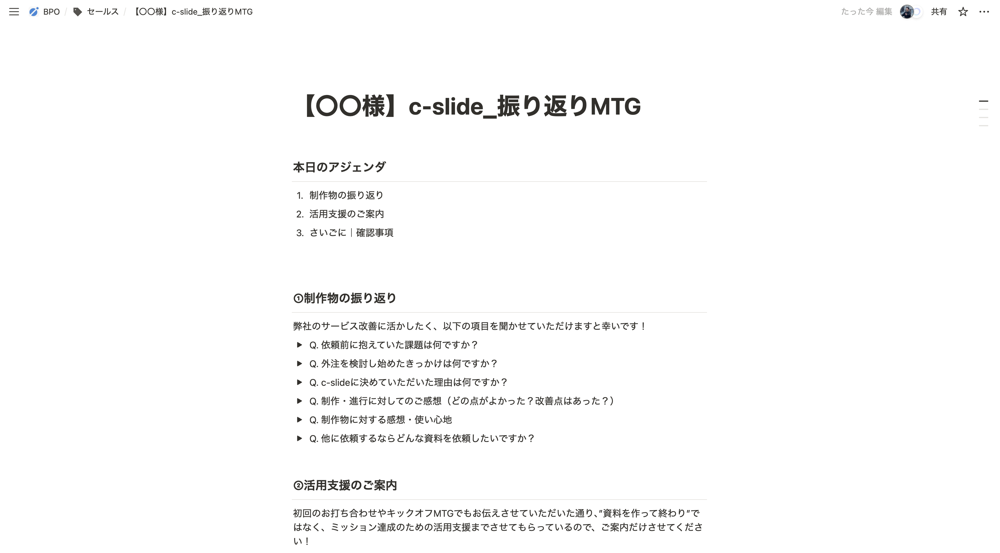 BPO / セールス / 【〇〇様】c-slide_振り返りMTG
たった今 編集 共有
【〇〇様】c-slide_振り返りMTG
本日のアジェンダ
1. 制作物の振り返り
2. 活用支援のご案内
3. さいごに｜確認事項
①制作物の振り返り
弊社のサービス改善に活かしたく、以下の項目を聞かせていただけますと幸いです！
Q. 依頼前に抱えていた課題は何ですか？
Q. 外注を検討し始めたきっかけは何ですか？
Q. c-slideに決めていただいた理由は何ですか？
Q. 制作・進行に対してのご感想（どの点がよかった？改善点はあった？）
Q. 制作物に対する感想・使い心地
Q. 他に依頼するならどんな資料を依頼したいですか？
②活用支援のご案内
初回のお打ち合わせやキックオフMTGでもお伝えさせていただいた通り、”資料を作って終わり”で
はなく、ミッション達成のための活用支援までさせてもらっているので、ご案内だけさせてくださ
い！